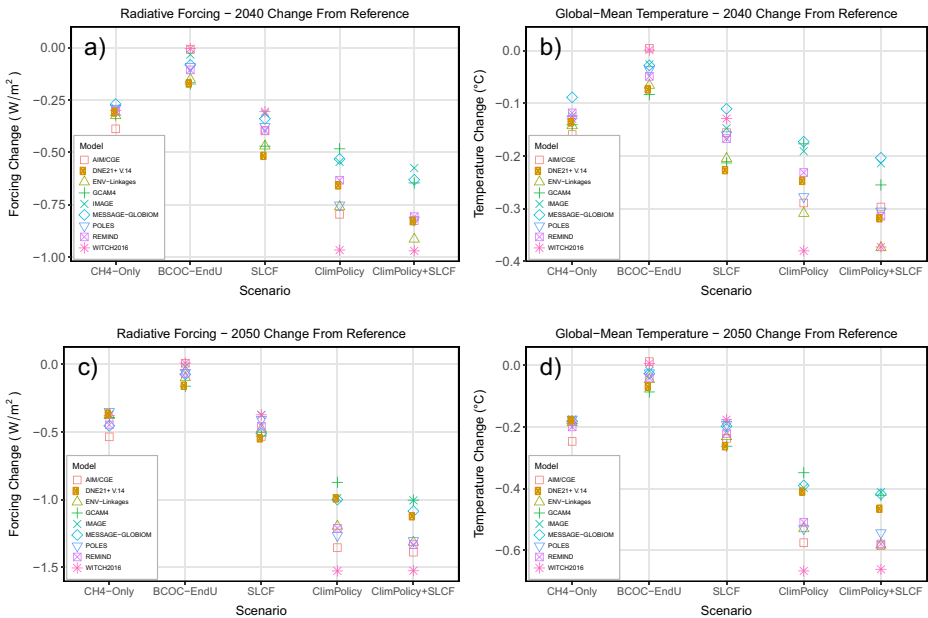 Radiative Forcing − 2040 Change From Reference
a)
0.00
−0.25
−0.50
−0.75
−1.00
Forcing Change ( W/m²)
Model
AIM/CGE
DNE21+ V.14
ENV−Linkages
GCAM4
IMAGE
MESSAGE−GLOBIOM
POLES
REMIND
WITCH2016
CH4−Only BCOC−EndU SLCF ClimPolicy ClimPolicy+SLCF
Scenario
Global−Mean Temperature − 2040 Change From Reference
b)
0.0
−0.1
−0.2
−0.3
−0.4
Temperature Change (°C)
Model
AIM/CGE
DNE21+ V.14
ENV−Linkages
GCAM4
IMAGE
MESSAGE−GLOBIOM
POLES
REMIND
WITCH2016
CH4−Only BCOC−EndU SLCF ClimPolicy ClimPolicy+SLCF
Scenario
Radiative Forcing − 2050 Change From Reference
c)
0.0
−0.5
−1.0
−1.5
Forcing Change ( W/m²)
Model
AIM/CGE
DNE21+ V.14
ENV−Linkages
GCAM4
IMAGE
MESSAGE−GLOBIOM
POLES
REMIND
WITCH2016
CH4−Only BCOC−EndU SLCF ClimPolicy ClimPolicy+SLCF
Scenario
Global−Mean Temperature − 2050 Change From Reference
d)
0.0
−0.2
−0.4
−0.6
Temperature Change (°C)
Model
AIM/CGE
DNE21+ V.14
ENV−Linkages
GCAM4
IMAGE
MESSAGE−GLOBIOM
POLES
REMIND
WITCH2016
CH4−Only BCOC−EndU SLCF ClimPolicy ClimPolicy+SLCF
Scenario